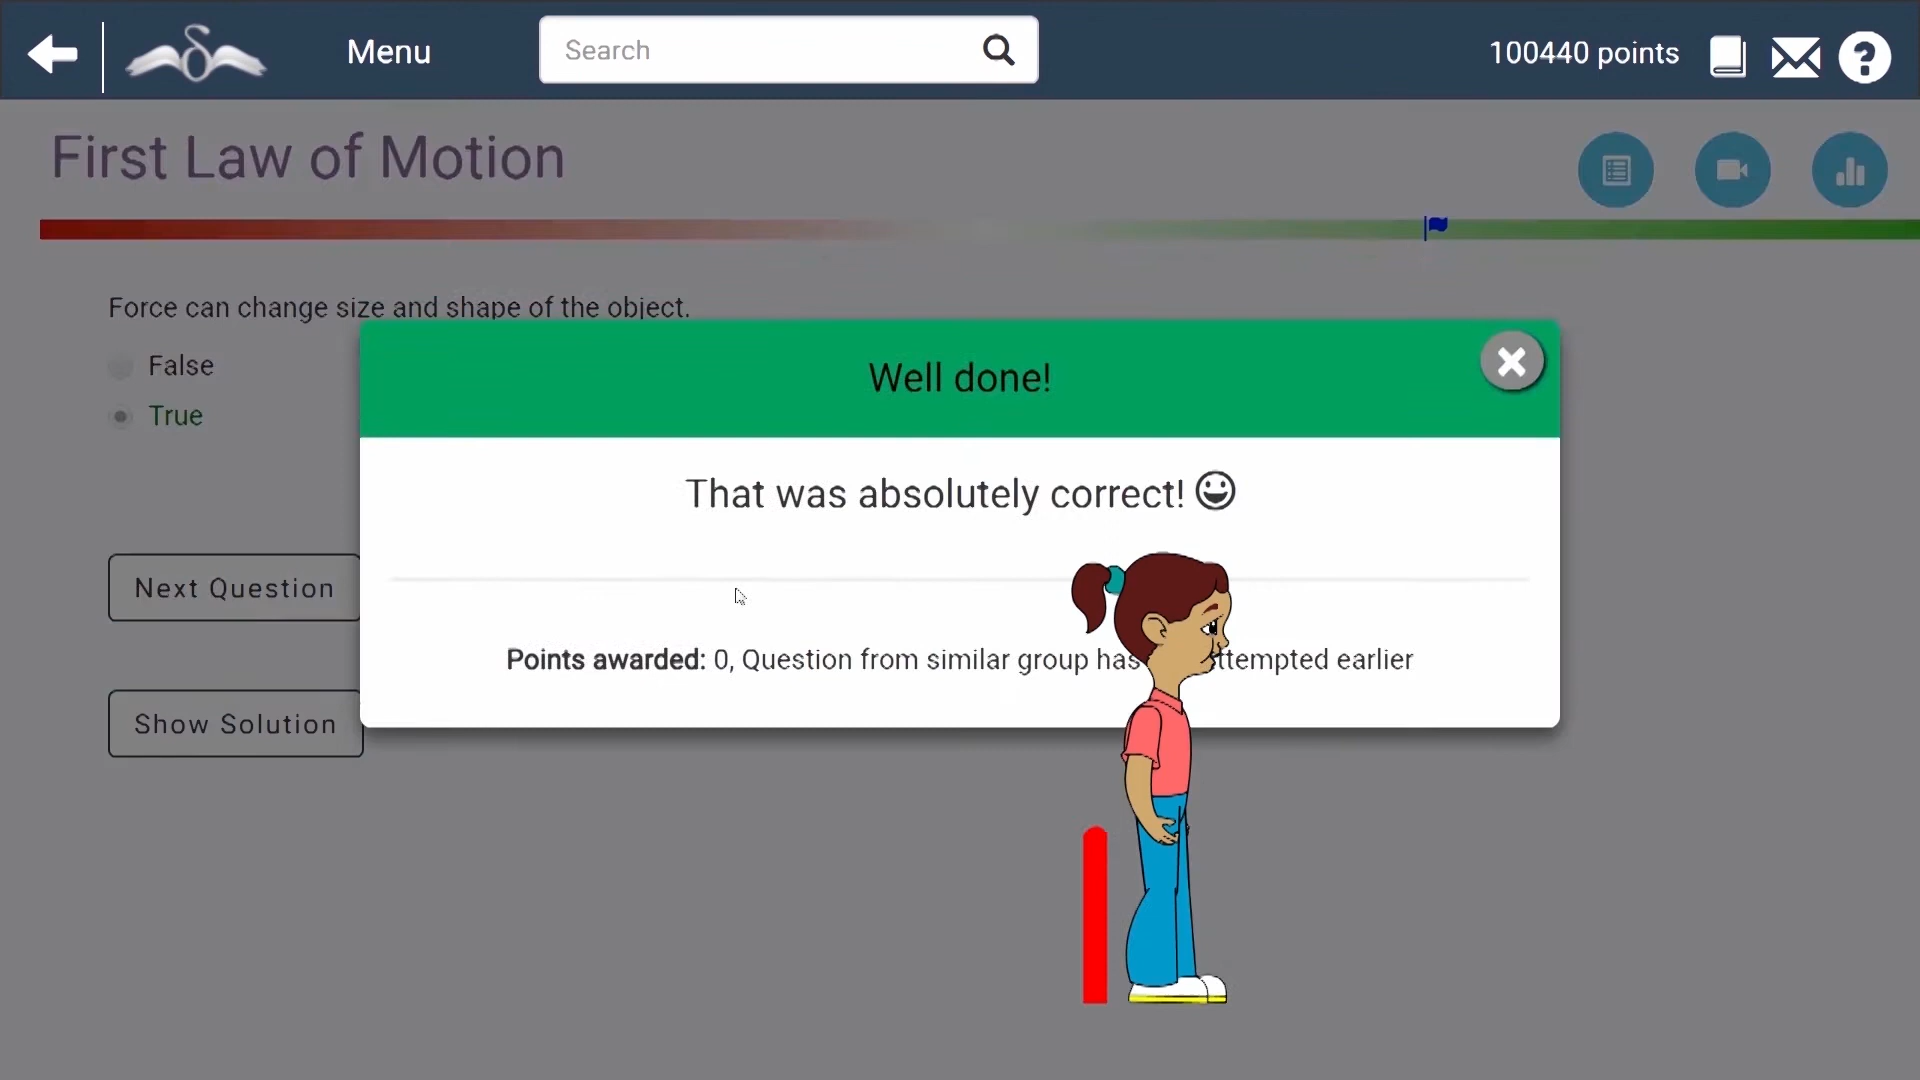 Menu
Search
100440 points
?
First Law of Motion
Force can change size and shape of the object.
False
True
Well done!
That was absolutely correct!
Next Question
Points awarded: 0, Question from similar group has ttempted earlier
Show Solution